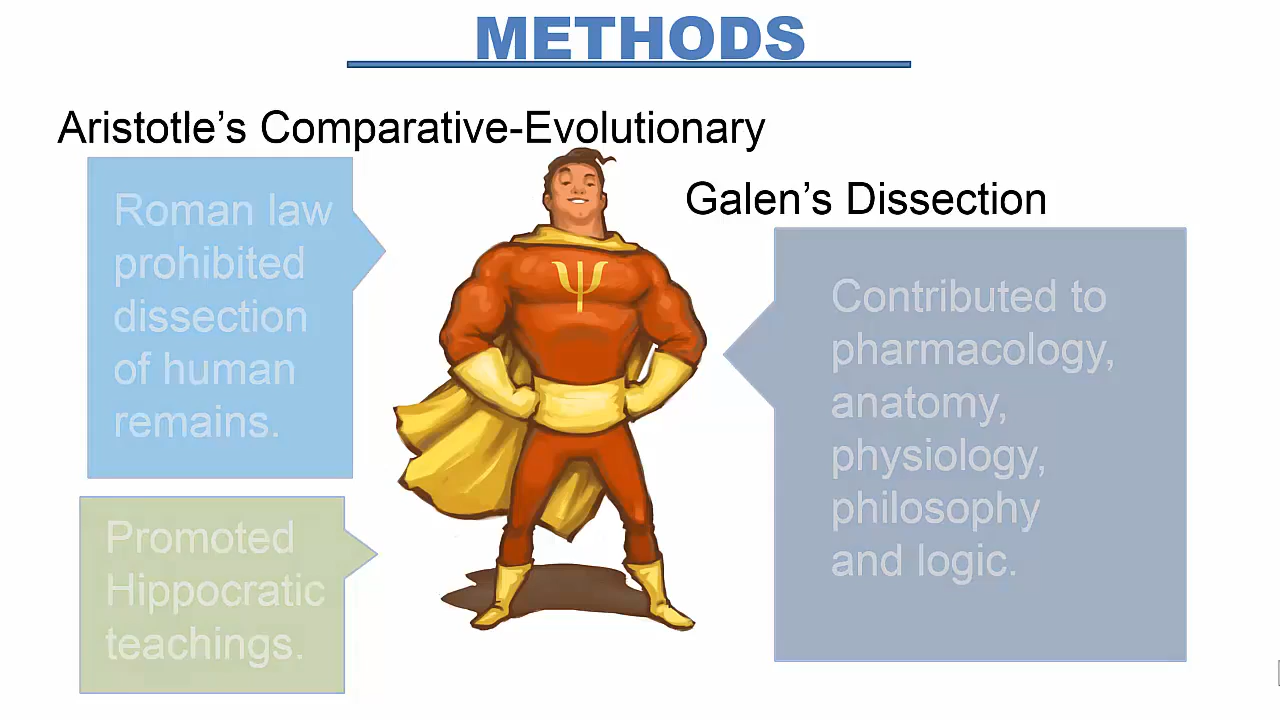 METHODS
Aristotle’s Comparative-Evolutionary
Galen’s Dissection
Roman law
prohibited
dissection
of human
remains.
Promoted
Hippocratic
teachings.
Ψ
Contributed to
pharmacology,
anatomy,
physiology,
philosophy
and logic.